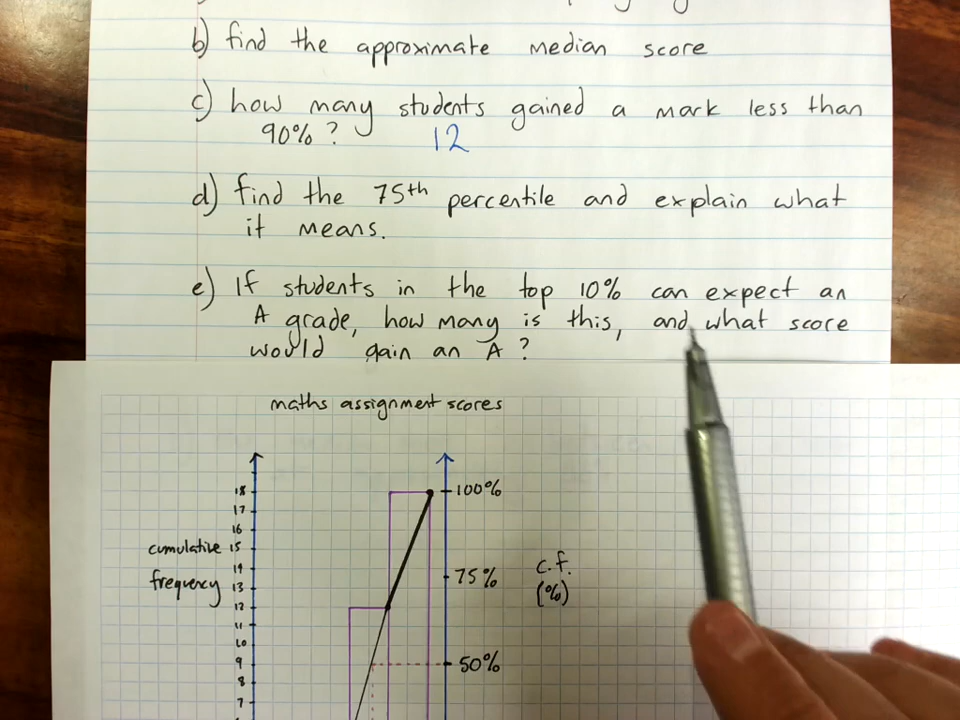 b) find the approximate median score
c) how many students gained a mark less than
90% ? 12
d) find the 75th percentile and explain what
it means.
e) If students in the top 10% can expect an
A grade, how many is this, and what score
would gain an A ?
maths assignment scores
18
100%
17
16
cumulative 15
14
c.f.
75%
frequency 13
(%)
12
11
10
9
50%
8
7